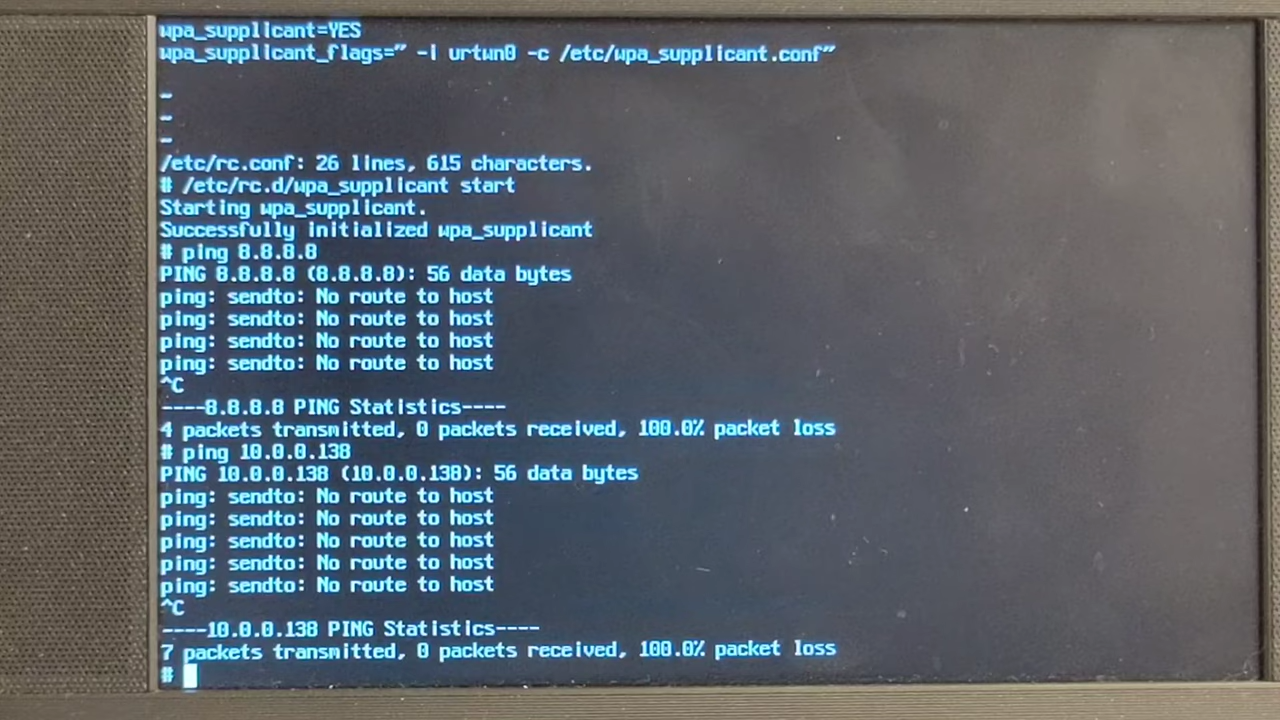 wpa_supplicant=YES
wpa_supplicant_flags=" -i urtwn0 -c /etc/wpa_supplicant.conf"
~
~
~
/etc/rc.conf: 26 lines, 615 characters.
# /etc/rc.d/wpa_supplicant start
Starting wpa_supplicant.
Successfully initialized wpa_supplicant
# ping 8.8.8.8
PING 8.8.8.8 (8.8.8.8): 56 data bytes
ping: sendto: No route to host
ping: sendto: No route to host
ping: sendto: No route to host
ping: sendto: No route to host
^C
----8.8.8.8 PING Statistics----
4 packets transmitted, 0 packets received, 100.0% packet loss
# ping 10.0.0.138
PING 10.0.0.138 (10.0.0.138): 56 data bytes
ping: sendto: No route to host
ping: sendto: No route to host
ping: sendto: No route to host
ping: sendto: No route to host
ping: sendto: No route to host
^C
----10.0.0.138 PING Statistics----
7 packets transmitted, 0 packets received, 100.0% packet loss
#